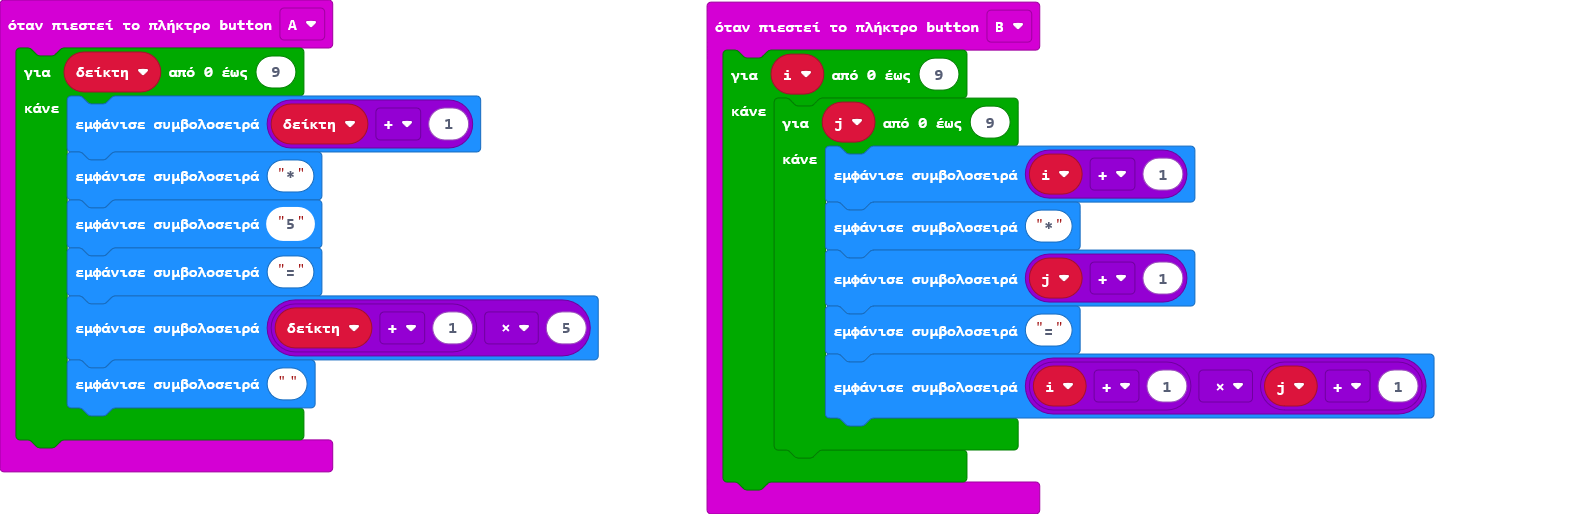 όταν πιεστεί το πλήκτρο button A
για δείκτη από 0 έως 9
κάνε
εμφάνισε συμβολοσειρά δείκτη + 1
εμφάνισε συμβολοσειρά "*"
εμφάνισε συμβολοσειρά "5"
εμφάνισε συμβολοσειρά "="
εμφάνισε συμβολοσειρά δείκτη + 1 × 5
εμφάνισε συμβολοσειρά " "
όταν πιεστεί το πλήκτρο button B
για i από 0 έως 9
κάνε
για j από 0 έως 9
κάνε
εμφάνισε συμβολοσειρά i + 1
εμφάνισε συμβολοσειρά "*"
εμφάνισε συμβολοσειρά j + 1
εμφάνισε συμβολοσειρά "="
εμφάνισε συμβολοσειρά i + 1 × j + 1